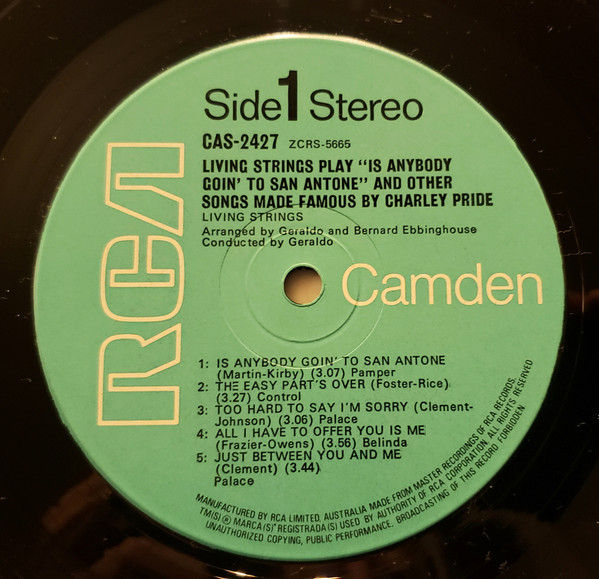 Side 1 Stereo
CAS-2427 ZCRS-5665
LIVING STRINGS PLAY "IS ANYBODY
GOIN' TO SAN ANTONE" AND OTHER
SONGS MADE FAMOUS BY CHARLEY PRIDE
LIVING STRINGS
Arranged by Geraldo and Bernard Ebbinghouse
Conducted by Geraldo
RCA
Camden
1: IS ANYBODY GOIN' TO SAN ANTONE
(Martin-Kirby) (3.07) Pamper
2: THE EASY PART'S OVER (Foster-Rice)
(3.27) Control
3: TOO HARD TO SAY I'M SORRY (Clement-
Johnson) (3.06) Palace
4: ALL I HAVE TO OFFER YOU IS ME
(Frazier-Owens) (3.56) Belinda
5: JUST BETWEEN YOU AND ME
(Clement) (3.44)
Palace
MANUFACTURED BY RCA LIMITED, AUSTRALIA MADE FROM MASTER RECORDINGS OF RCA RECORDS.
TM(S) ® MARCA(S) REGISTRADA(S) USED BY AUTHORITY OF RCA CORPORATION. ALL RIGHTS RESERVED
UNAUTHORIZED COPYING, PUBLIC PERFORMANCE, BROADCASTING OF THIS RECORD FORBIDDEN.